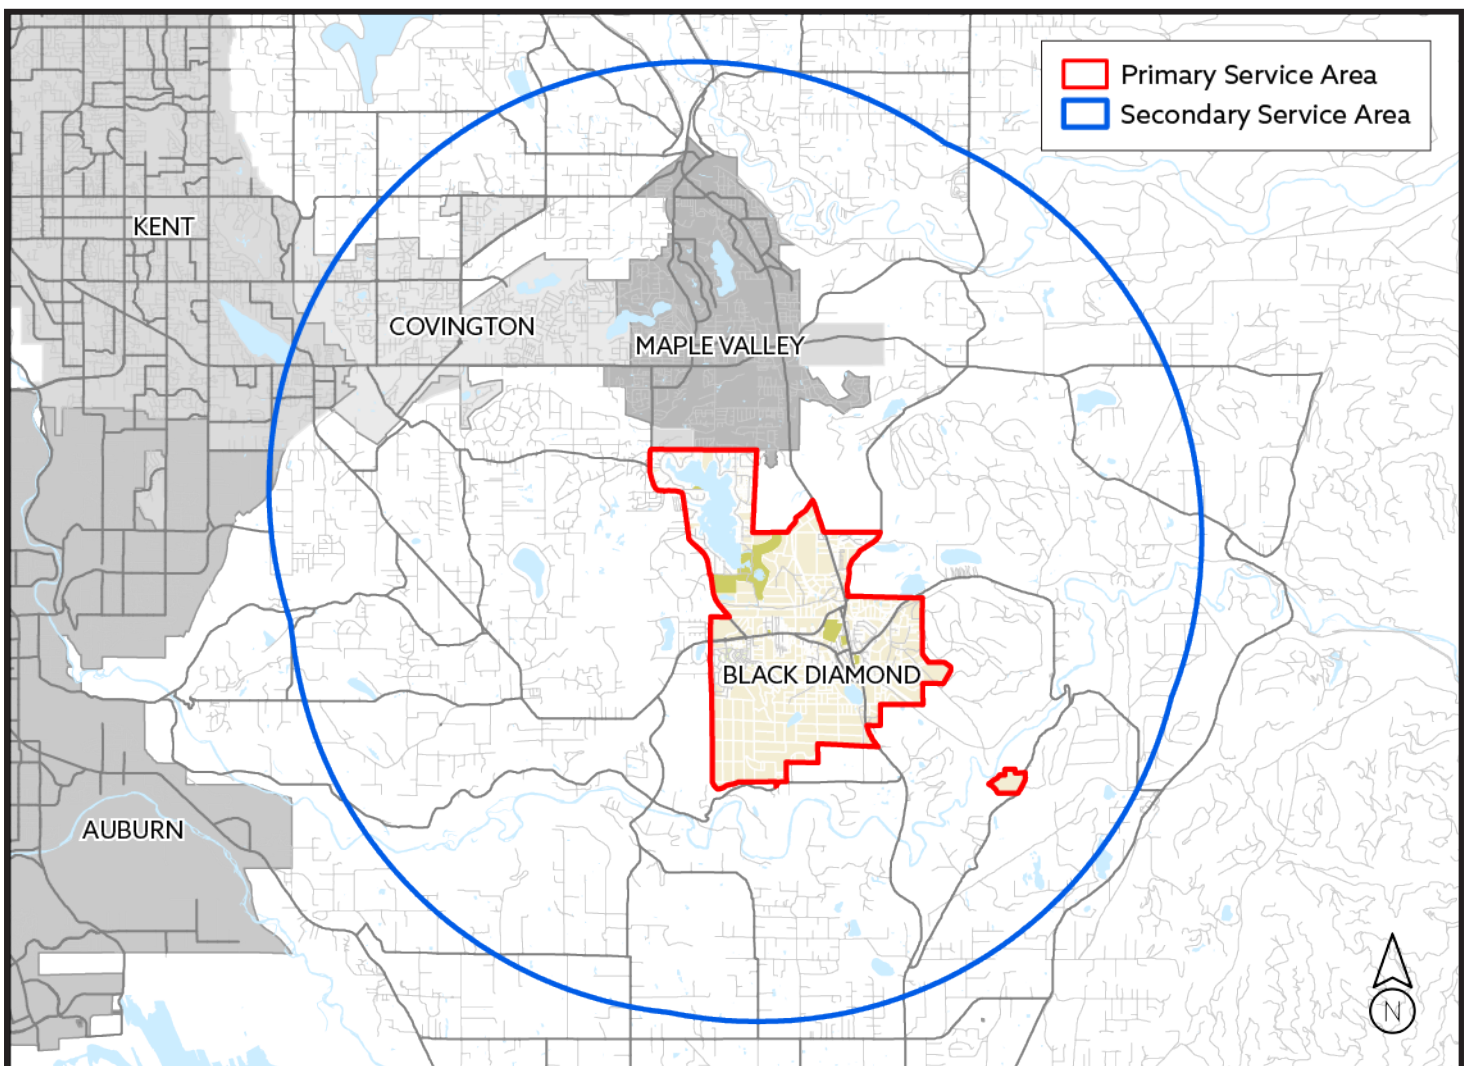 Primary Service Area
Secondary Service Area
KENT
COVINGTON
MAPLE VALLEY
BLACK DIAMOND
AUBURN
N